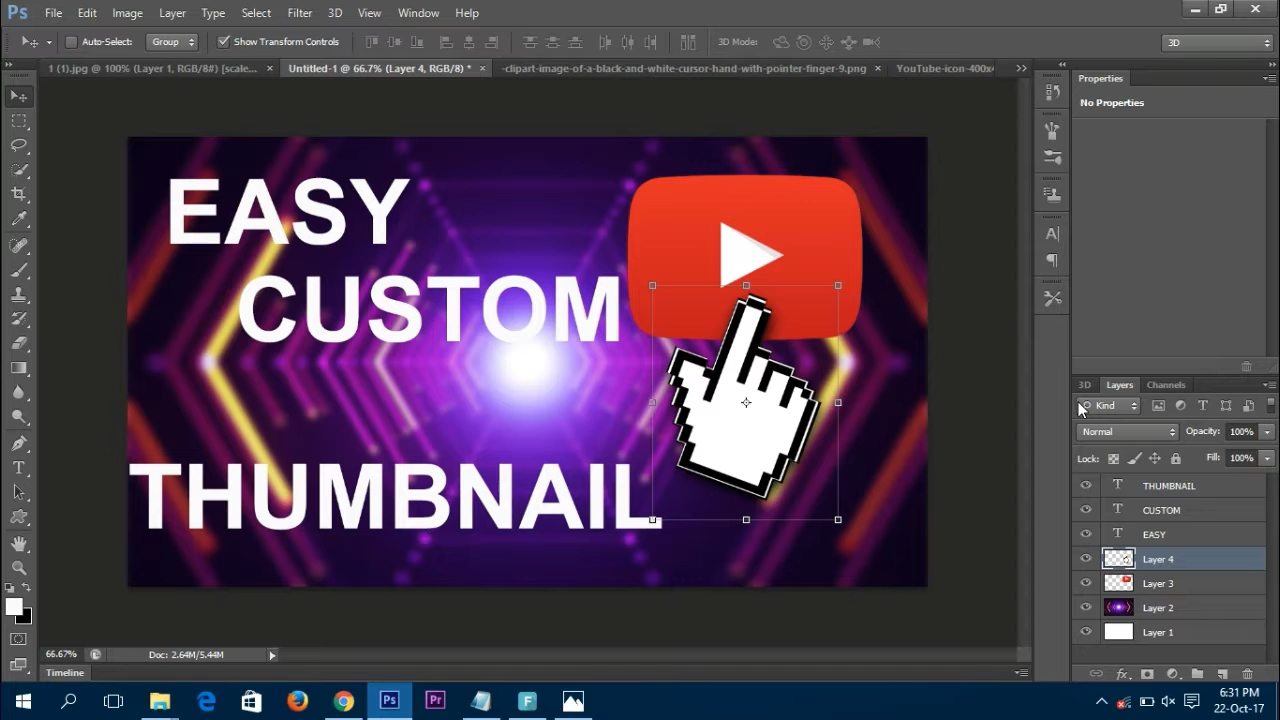 Ps File Edit Image Layer Type Select Filter 3D View Window Help
Auto-Select: Group Show Transform Controls 3D Mode: 3D
1 (1).jpg @ 100% (Layer 1, RGB/8#) [scale... × Untitled-1 @ 66.7% (Layer 4, RGB/8) * × -clipart-image-of-a-black-and-white-cursor-hand-with-pointer-finger-9.png × YouTube-icon-400x4
Properties
No Properties
EASY
CUSTOM
THUMBNAIL
3D Layers Channels
Kind
Normal Opacity: 100%
Lock: Fill: 100%
T THUMBNAIL
T CUSTOM
T EASY
Layer 4
Layer 3
Layer 2
Layer 1
66.67% Doc: 2.64M/5.44M
Timeline
Ps Pr F 6:31 PM
22-Oct-17